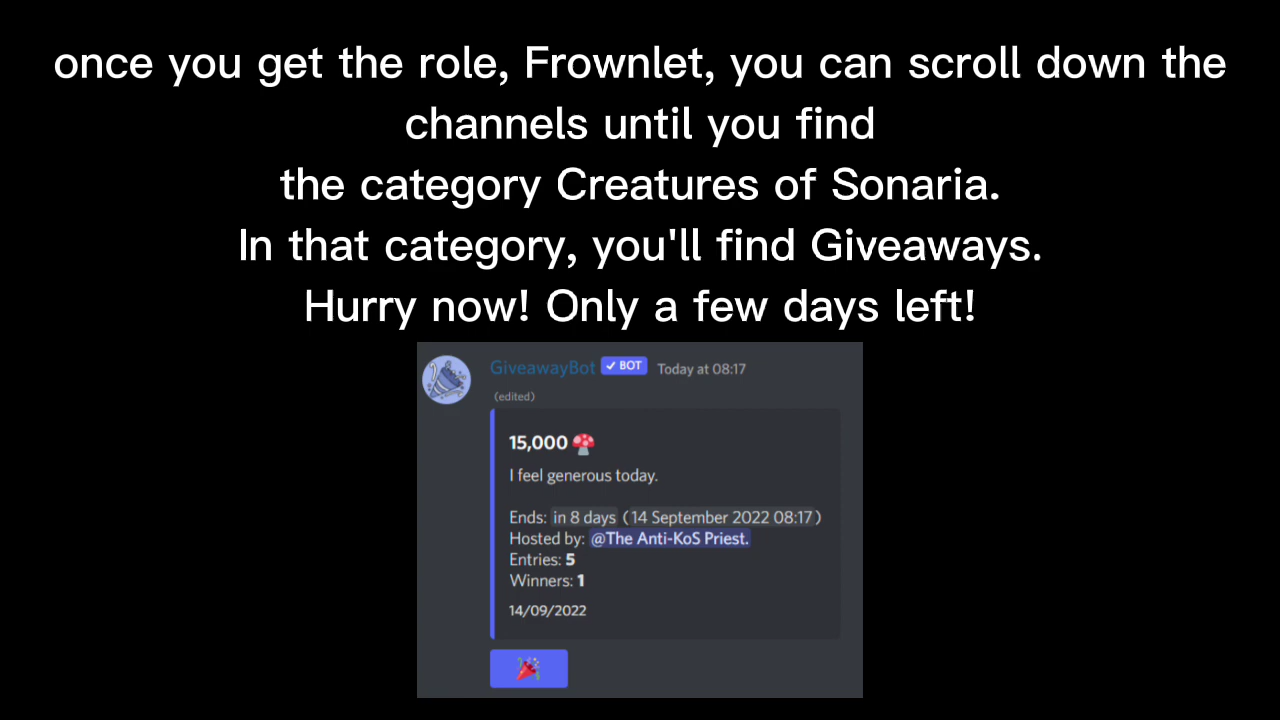 once you get the role, Frownlet, you can scroll down the
channels until you find
the category Creatures of Sonaria.
In that category, you'll find Giveaways.
Hurry now! Only a few days left!
GiveawayBot ✓ BOT Today at 08:17
(edited)
15,000 🍄
I feel generous today.
Ends: in 8 days (14 September 2022 08:17)
Hosted by: @The Anti-KoS Priest.
Entries: 5
Winners: 1
14/09/2022